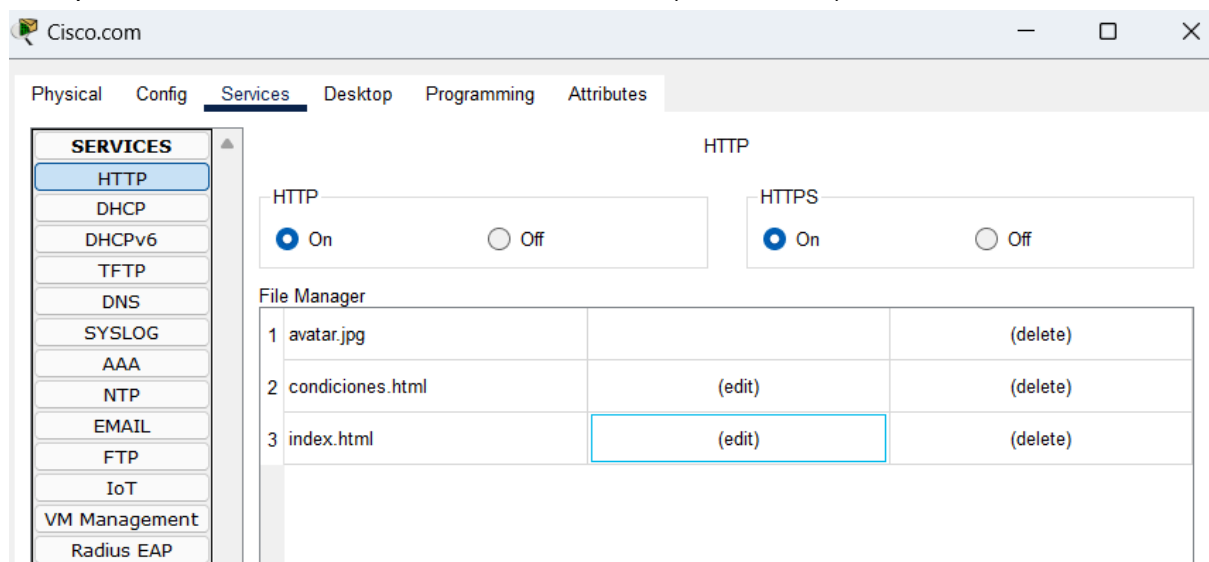 Cisco.com
Physical Config Services Desktop Programming Attributes
SERVICES
HTTP
DHCP
DHCPv6
TFTP
DNS
SYSLOG
AAA
NTP
EMAIL
FTP
IoT
VM Management
Radius EAP
HTTP
HTTP
On Off
HTTPS
On Off
File Manager
1 avatar.jpg (delete)
2 condiciones.html (edit) (delete)
3 index.html (edit) (delete)